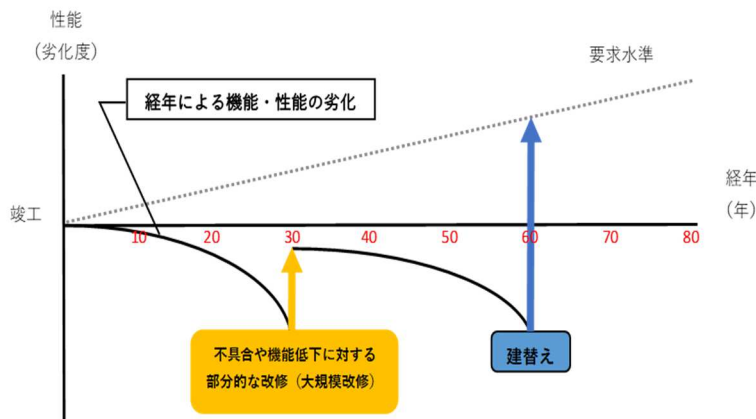 性能
(劣化度)
要求水準
経年による機能・性能の劣化
経年
(年)
竣工
10 20 30 40 50 60 70 80
不具合や機能低下に対する
部分的な改修（大規模改修）
建替え